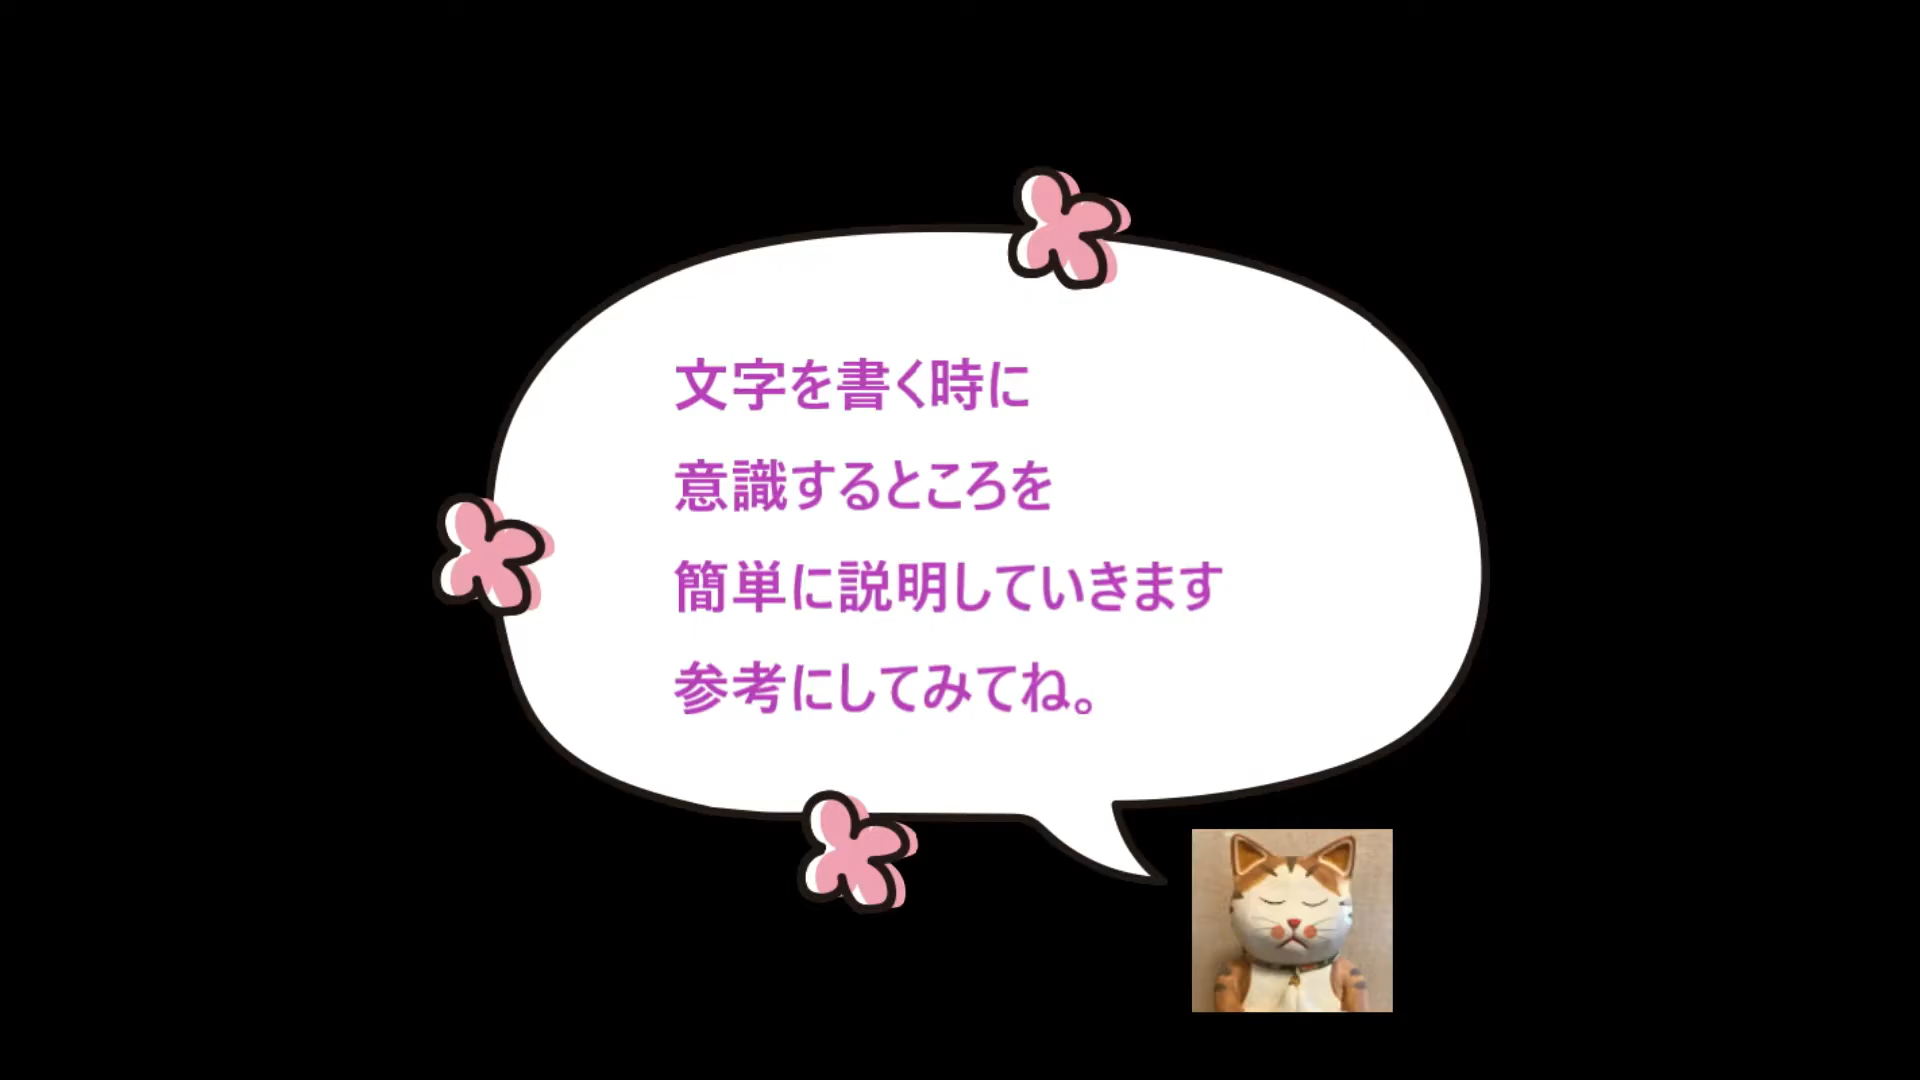 文字を書く時に
意識するところを
簡単に説明していきます
参考にしてみてね。